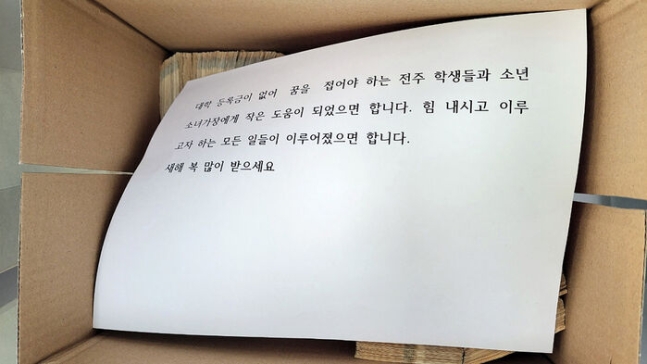 대학 등록금이 없어 꿈을 접어야 하는 전주 학생들과 소년
소녀가장에게 작은 도움이 되었으면 합니다. 힘 내시고 이루
고자 하는 모든 일들이 이루어졌으면 합니다.
새해 복 많이 받으세요